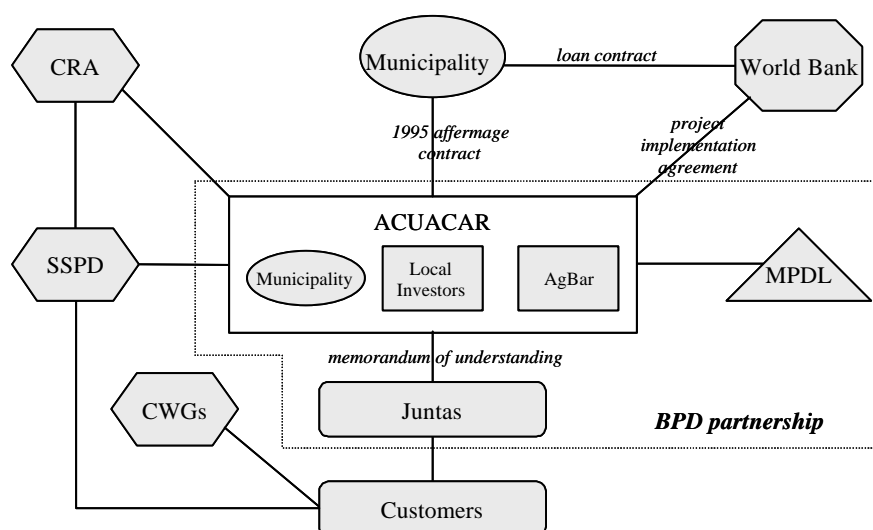 CRA
Municipality
loan contract
World Bank
1995 affermage
contract
project
implementation
agreement
ACUACAR
SSPD
Municipality
Local
Investors
AgBar
MPDL
memorandum of understanding
CWGs
Juntas
BPD partnership
Customers